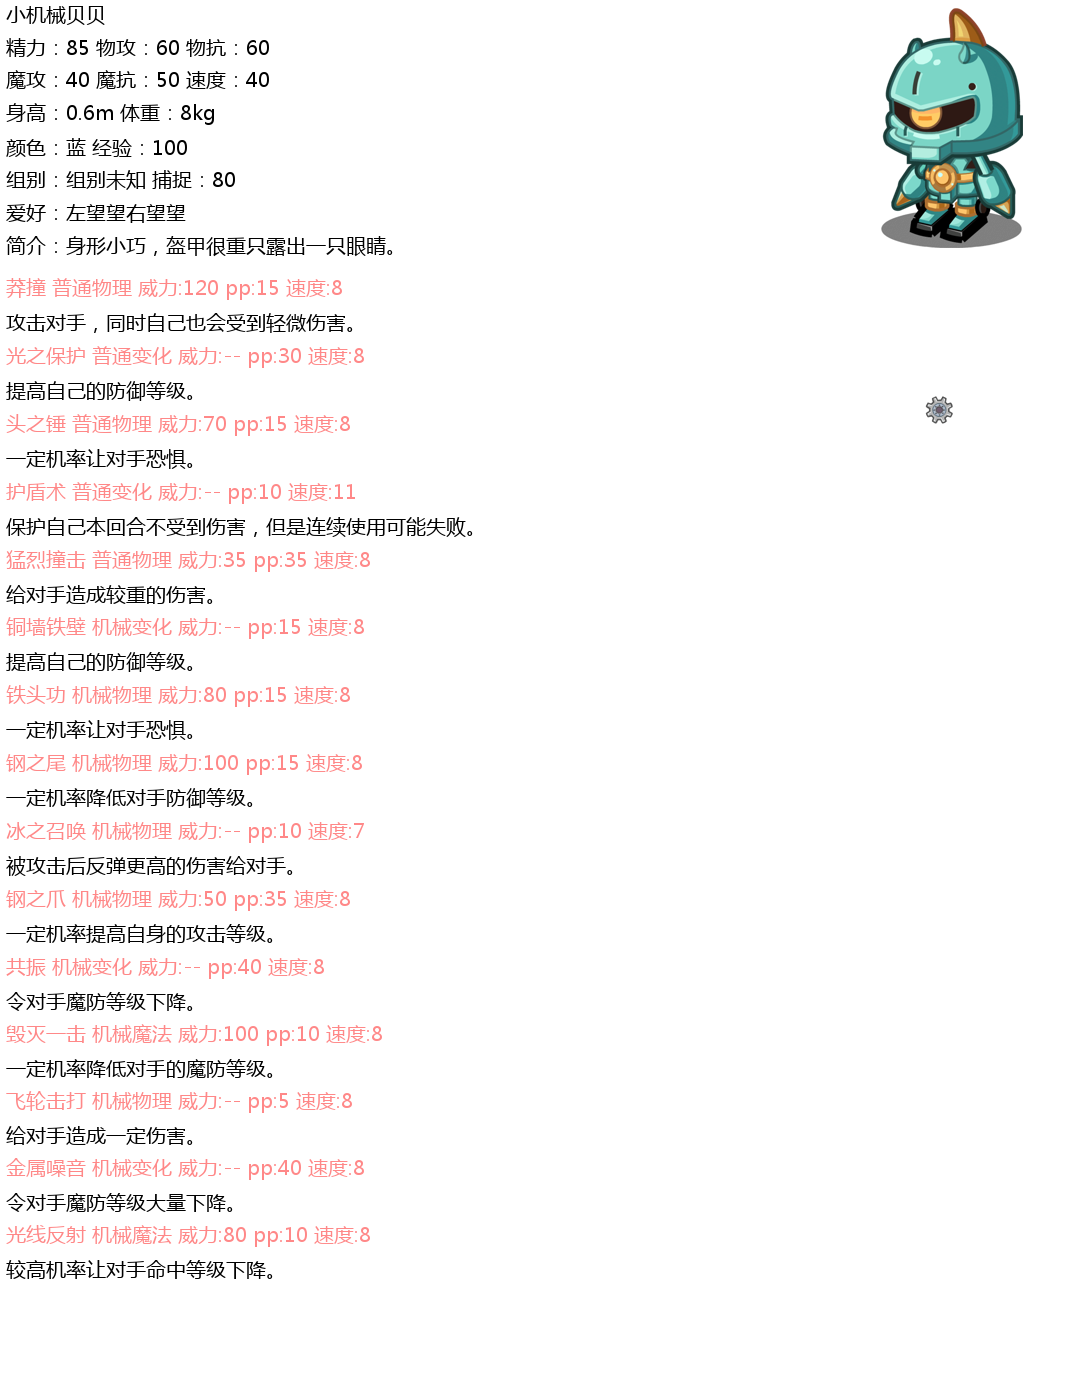 小机械贝贝
精力：85 物攻：60 物抗：60
魔攻：40 魔抗：50 速度：40
身高：0.6m 体重：8kg
颜色：蓝 经验：100
组别：组别未知 捕捉：80
爱好：左望望右望望
简介：身形小巧，盔甲很重只露出一只眼睛。
莽撞 普通物理 威力:120 pp:15 速度:8
攻击对手，同时自己也会受到轻微伤害。
光之保护 普通变化 威力:-- pp:30 速度:8
提高自己的防御等级。
头之锤 普通物理 威力:70 pp:15 速度:8
一定机率让对手恐惧。
护盾术 普通变化 威力:-- pp:10 速度:11
保护自己本回合不受到伤害，但是连续使用可能失败。
猛烈撞击 普通物理 威力:35 pp:35 速度:8
给对手造成较重的伤害。
铜墙铁壁 机械变化 威力:-- pp:15 速度:8
提高自己的防御等级。
铁头功 机械物理 威力:80 pp:15 速度:8
一定机率让对手恐惧。
钢之尾 机械物理 威力:100 pp:15 速度:8
一定机率降低对手防御等级。
冰之召唤 机械物理 威力:-- pp:10 速度:7
被攻击后反弹更高的伤害给对手。
钢之爪 机械物理 威力:50 pp:35 速度:8
一定机率提高自身的攻击等级。
共振 机械变化 威力:-- pp:40 速度:8
令对手魔防等级下降。
毁灭一击 机械魔法 威力:100 pp:10 速度:8
一定机率降低对手的魔防等级。
飞轮击打 机械物理 威力:-- pp:5 速度:8
给对手造成一定伤害。
金属噪音 机械变化 威力:-- pp:40 速度:8
令对手魔防等级大量下降。
光线反射 机械魔法 威力:80 pp:10 速度:8
较高机率让对手命中等级下降。